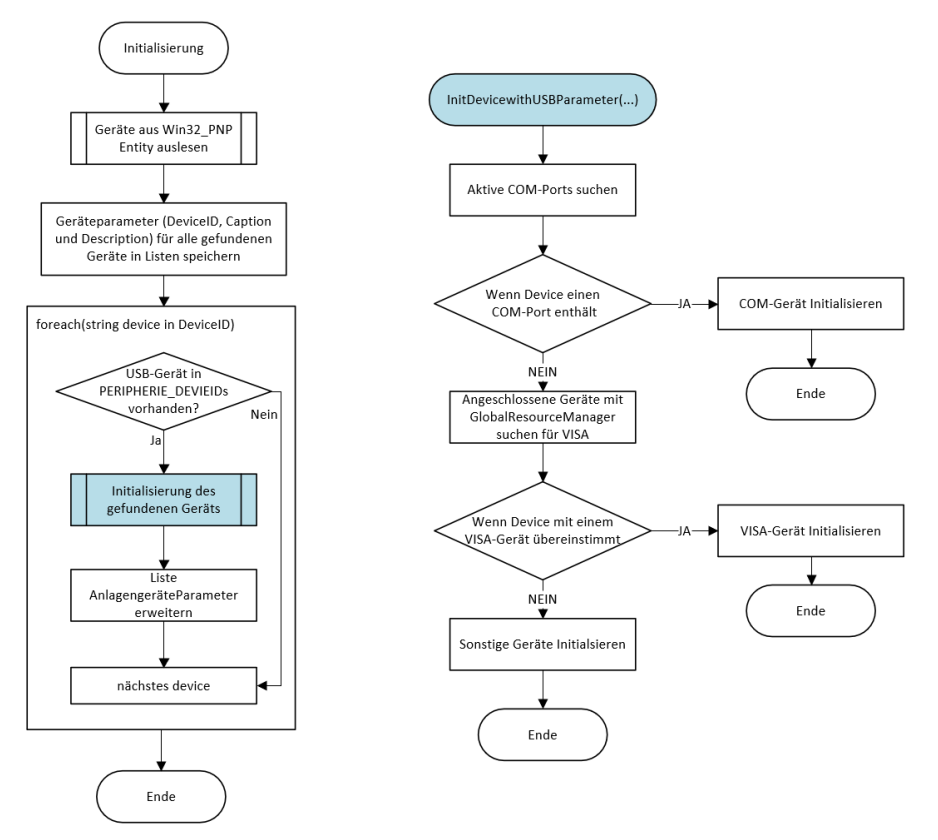 Initialisierung
Geräte aus Win32_PNP
Entity auslesen
Geräteparameter (DeviceID, Caption
und Description) für alle gefundenen
Geräte in Listen speichern
foreach(string device in DeviceID)
USB-Gerät in
PERIPHERIE_DEVIEIDs
vorhanden?
Nein
Ja
Initialisierung des
gefundenen Geräts
Liste
AnlagengeräteParameter
erweitern
nächstes device
Ende
InitDevicewithUSBParameter(...)
Aktive COM-Ports suchen
Wenn Device einen
COM-Port enthält
JA
COM-Gerät Initialisieren
Ende
NEIN
Angeschlossene Geräte mit
GlobalResourceManager
suchen für VISA
Wenn Device mit einem
VISA-Gerät übereinstimmt
JA
VISA-Gerät Initialisieren
Ende
NEIN
Sonstige Geräte Initialsieren
Ende